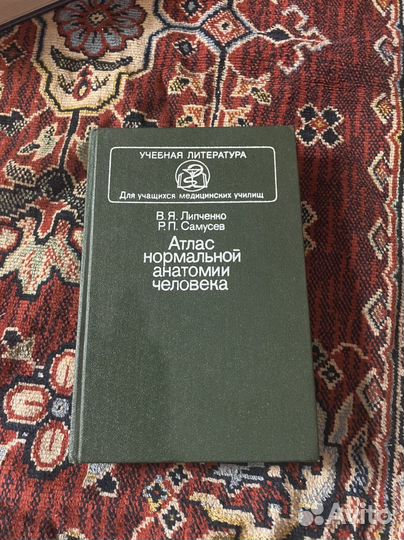 УЧЕБНАЯ ЛИТЕРАТУРА
Для учащихся медицинских училищ
В. Я. Липченко
Р. П. Самусев
Атлас
нормальной
анатомии
человека
Avito